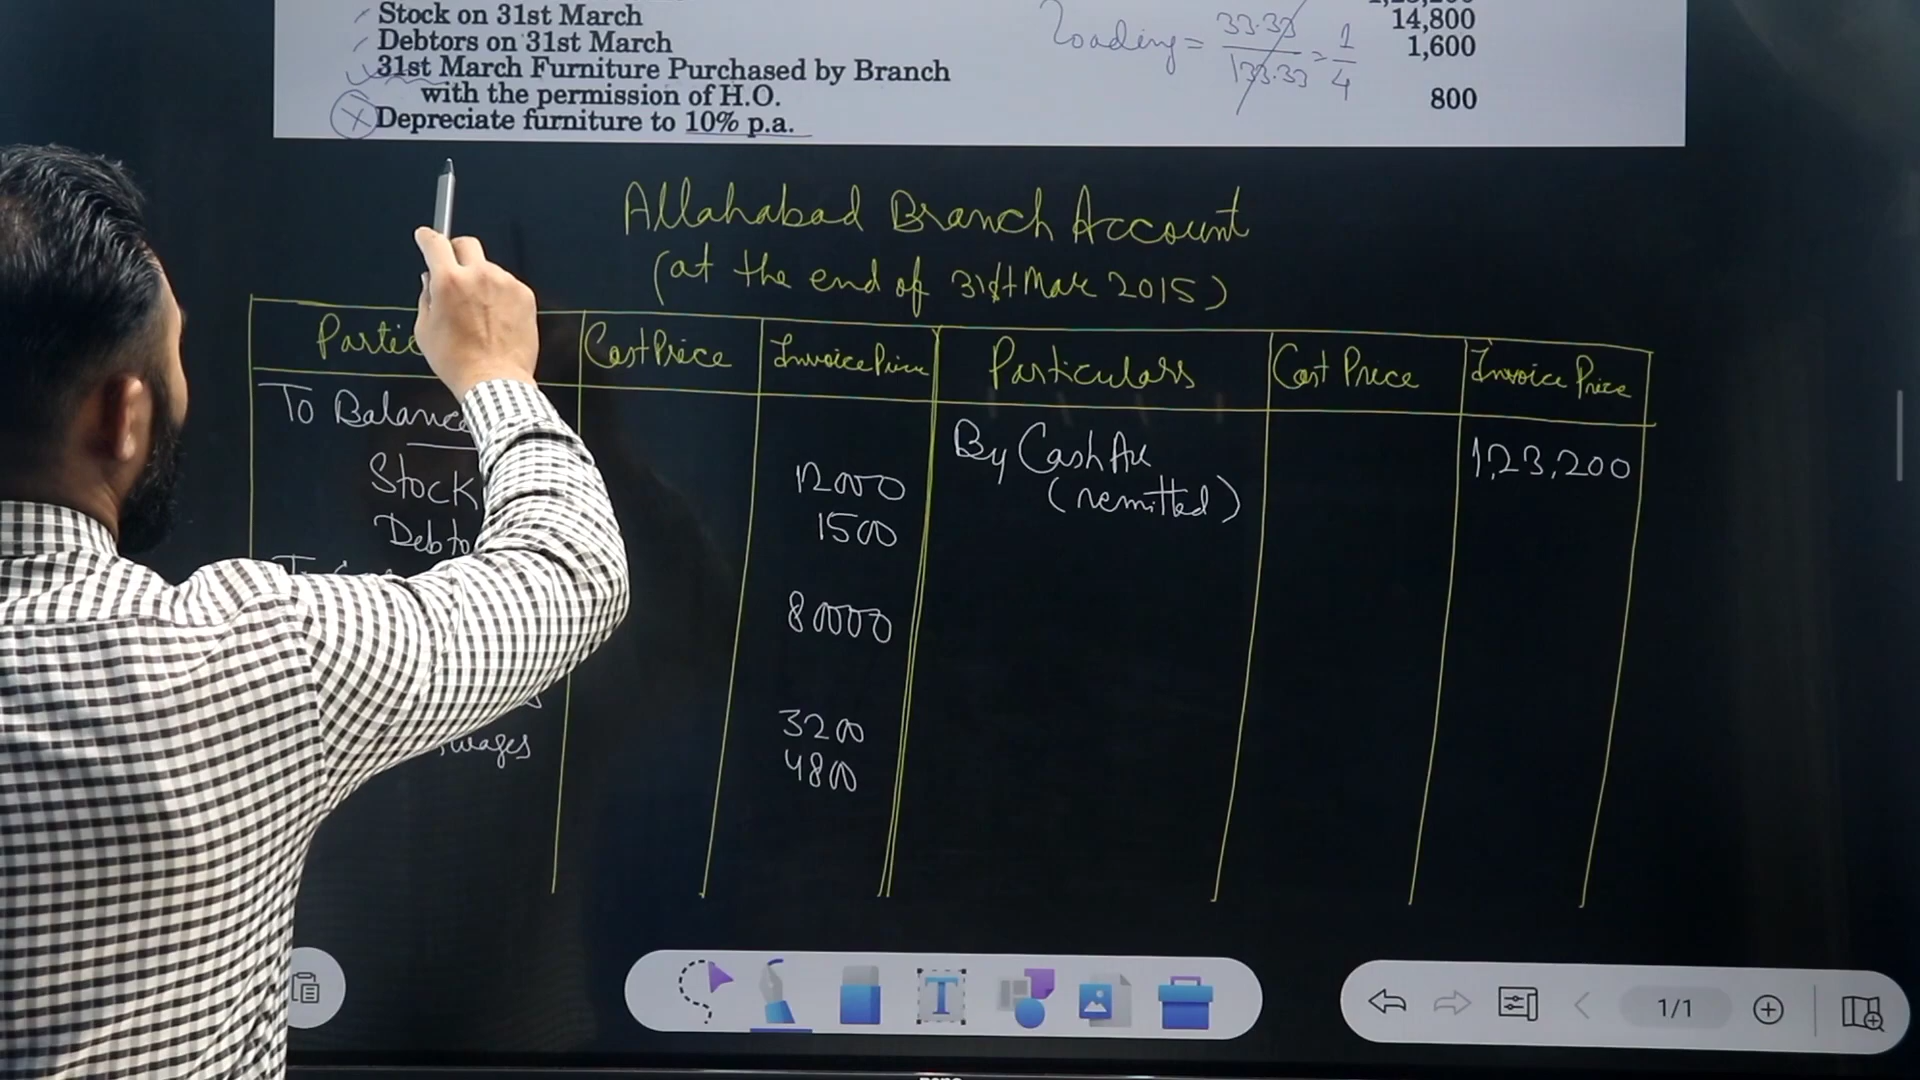 Stock on 31st March 14,800
Debtors on 31st March 1,600
31st March Furniture Purchased by Branch
with the permission of H.O. 800
Depreciate furniture to 10% p.a.
Loading = 33.33/133.33 = 1/4
Allahabad Branch Account
(at the end of 31st Mar 2015)
Cost Price Invoice Price Particulars Cost Price Invoice Price
To Balance
By Cash A/c 1,23,200
(remitted)
Stock 12000
Debto 1500
80000
3200
wages 4800
T
1/1